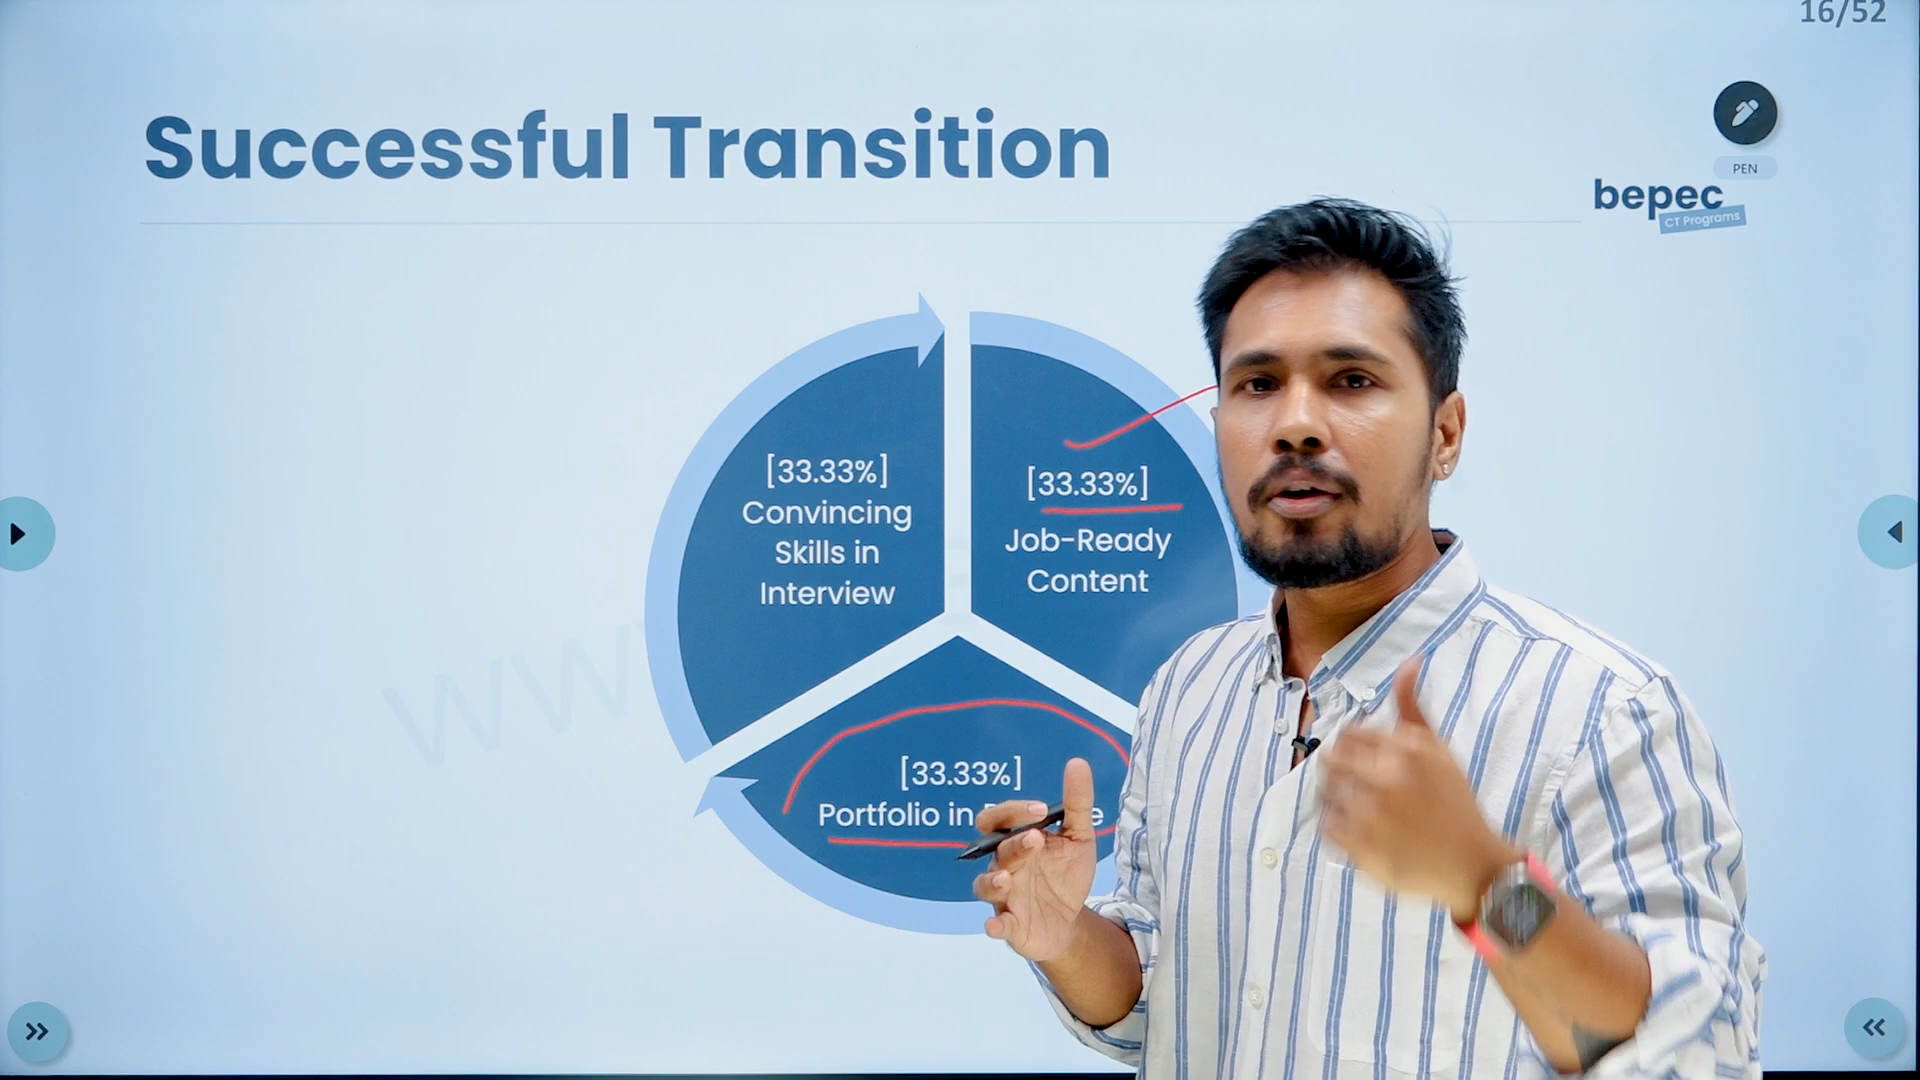 16/52
Successful Transition
PEN
bepec
CT Programs
[33.33%]
Convincing
Skills in
Interview
[33.33%]
Job-Ready
Content
[33.33%]
Portfolio in